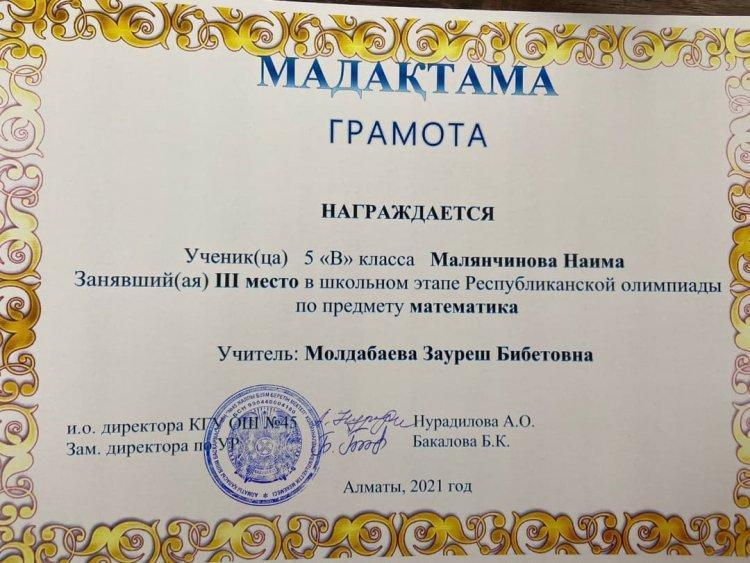 МАДАҚТАМА
ГРАМОТА
НАГРАЖДАЕТСЯ
Ученик(ца) 5 «В» класса Малянчинова Наима
Занявший(ая) III место в школьном этапе Республиканской олимпиады
по предмету математика
Учитель: Молдабаева Зауреш Бибетовна
и.о. директора КГУ ОШ №45 Нурадилова А.О.
Зам. директора по УР Бакалова Б.К.
Алматы, 2021 год